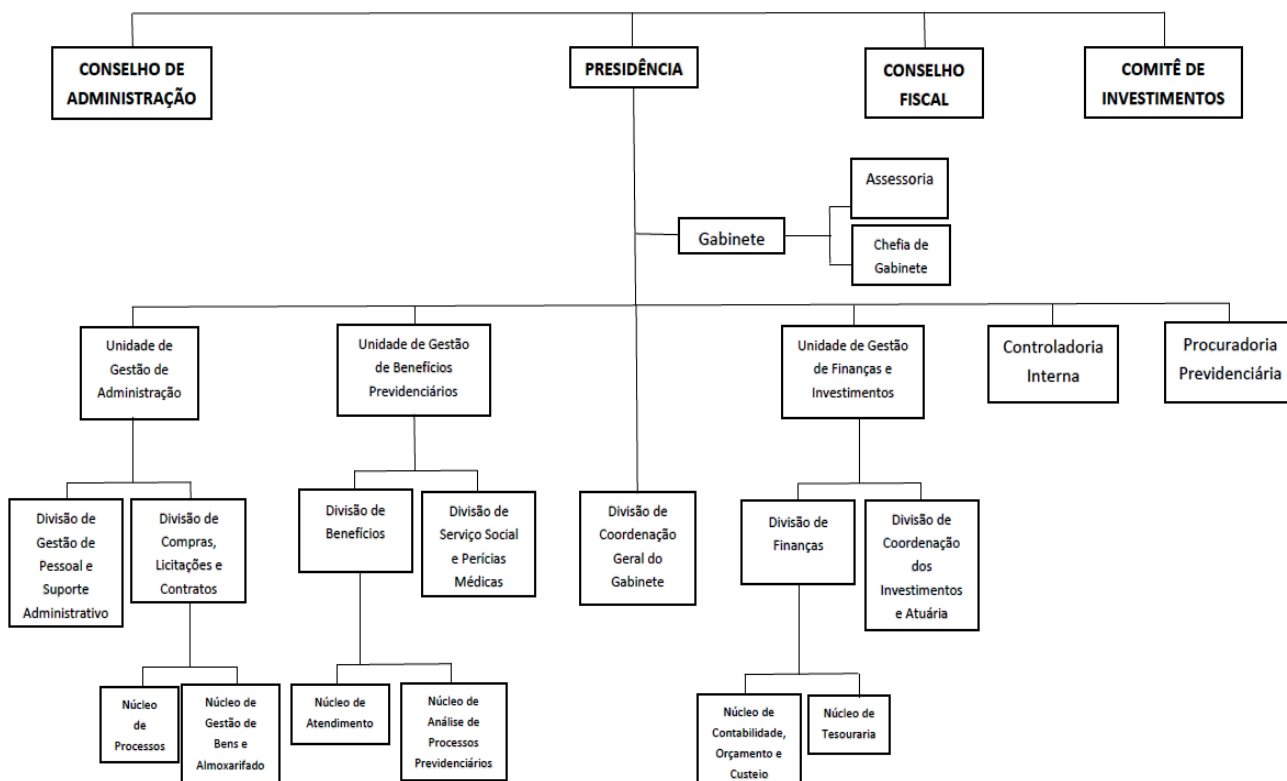 CONSELHO DE
ADMINISTRAÇÃO
PRESIDÊNCIA
CONSELHO
FISCAL
COMITÊ DE
INVESTIMENTOS
Assessoria
Gabinete
Chefia de
Gabinete
Unidade de
Gestão de
Administração
Unidade de Gestão
de Benefícios
Previdenciários
Unidade de Gestão
de Finanças e
Investimentos
Controladoria
Interna
Procuradoria
Previdenciária
Divisão de
Gestão de
Pessoal e
Suporte
Administrativo
Divisão de
Compras,
Licitações e
Contratos
Divisão de
Benefícios
Divisão de
Serviço Social
e Perícias
Médicas
Divisão de
Coordenação
Geral do
Gabinete
Divisão de
Finanças
Divisão de
Coordenação
dos
Investimentos
e Atuária
Núcleo
de
Processos
Núcleo de
Gestão de
Bens e
Almoxarifado
Núcleo de
Atendimento
Núcleo de
Análise de
Processos
Previdenciários
Núcleo de
Contabilidade,
Orçamento e
Custeio
Núcleo de
Tesouraria